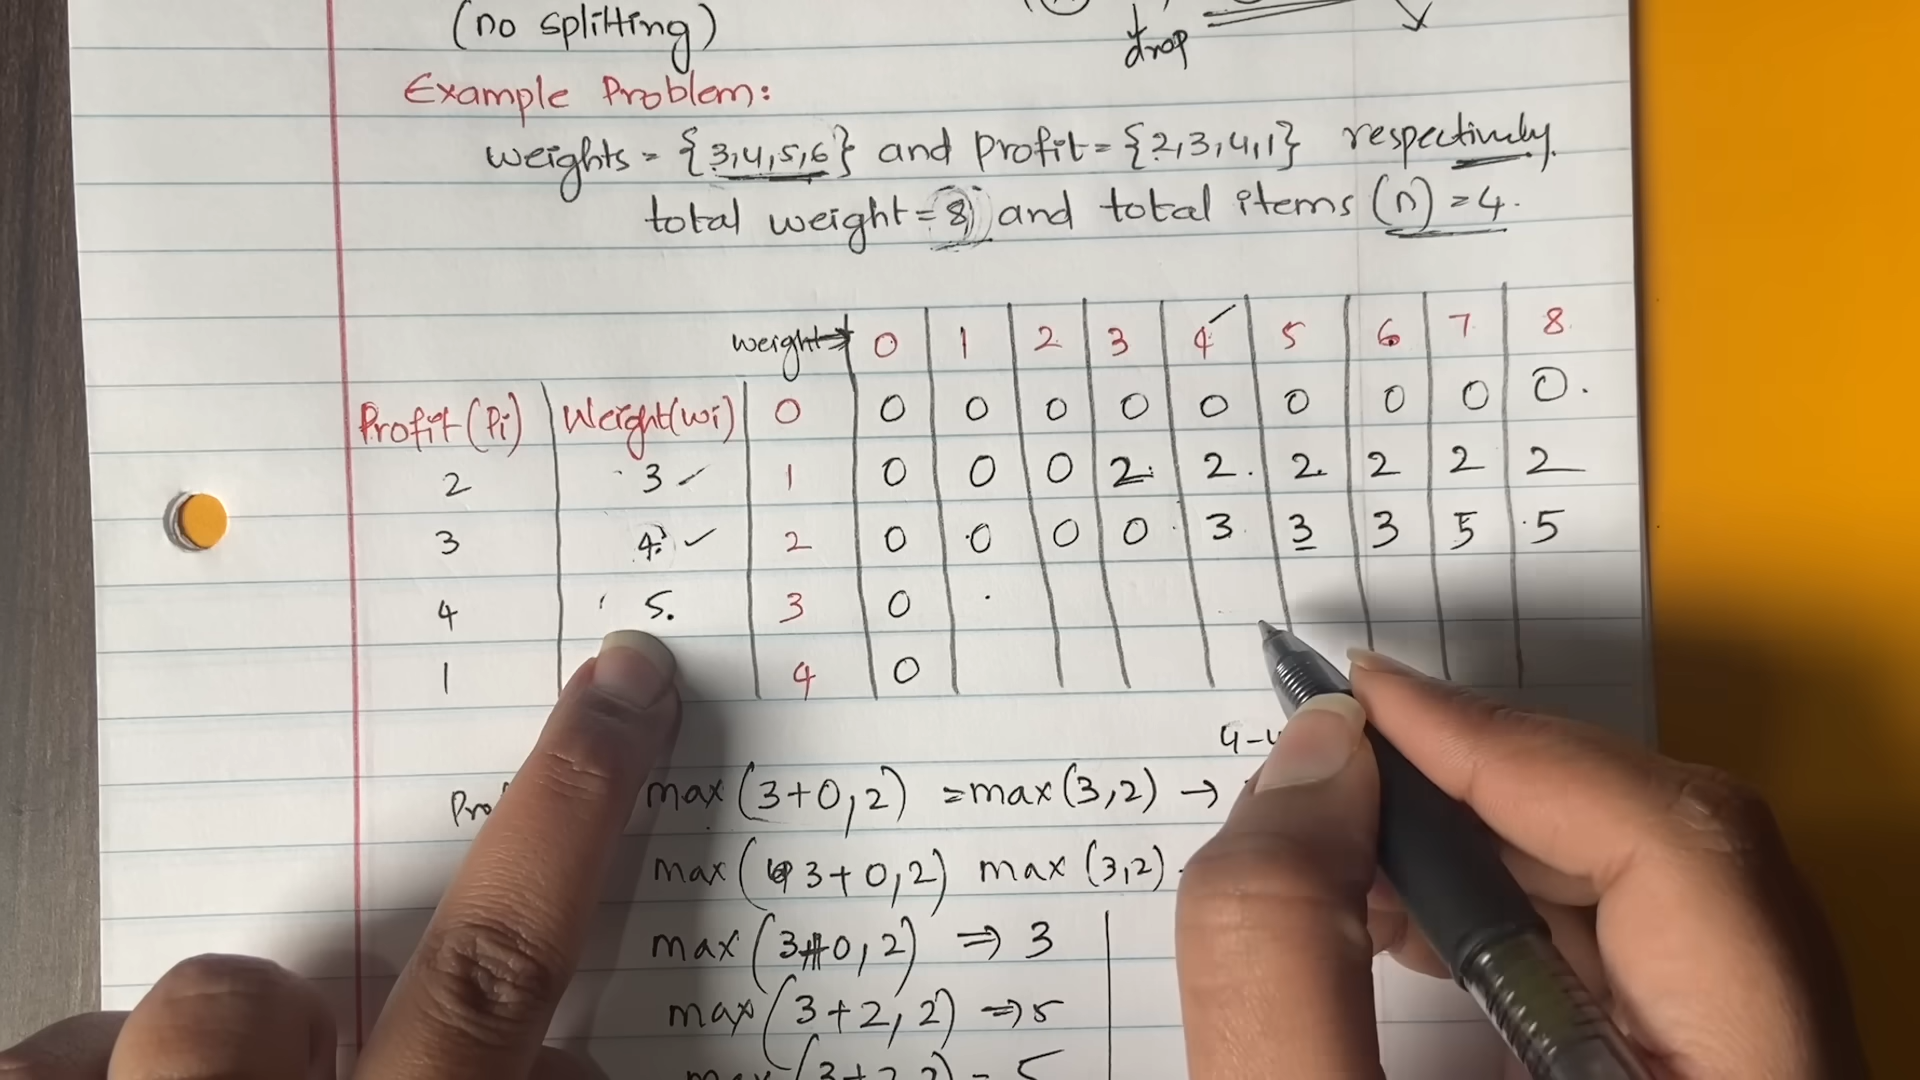 (no splitting)
drop
Example Problem:
weights = {3,4,5,6} and Profit = {2,3,4,1} respectively.
total weight = 8 and total items (n) = 4.
weight→ 0 1 2 3 4 5 6 7 8
Profit(Pi) Weight(wi) 0 0 0 0 0 0 0 0 0 0.
2 3 ✓ 1 0 0 0 2 2 2 2 2 2
3 4 ✓ 2 0 0 0 0 3 3 3 5 5
4 5. 3 0
1 4 0
4-4
max(3+0,2) = max(3,2) →
max(3+0,2) max(3,2)
max(3+0,2) ⇒ 3
max(3+2,2) ⇒ 5